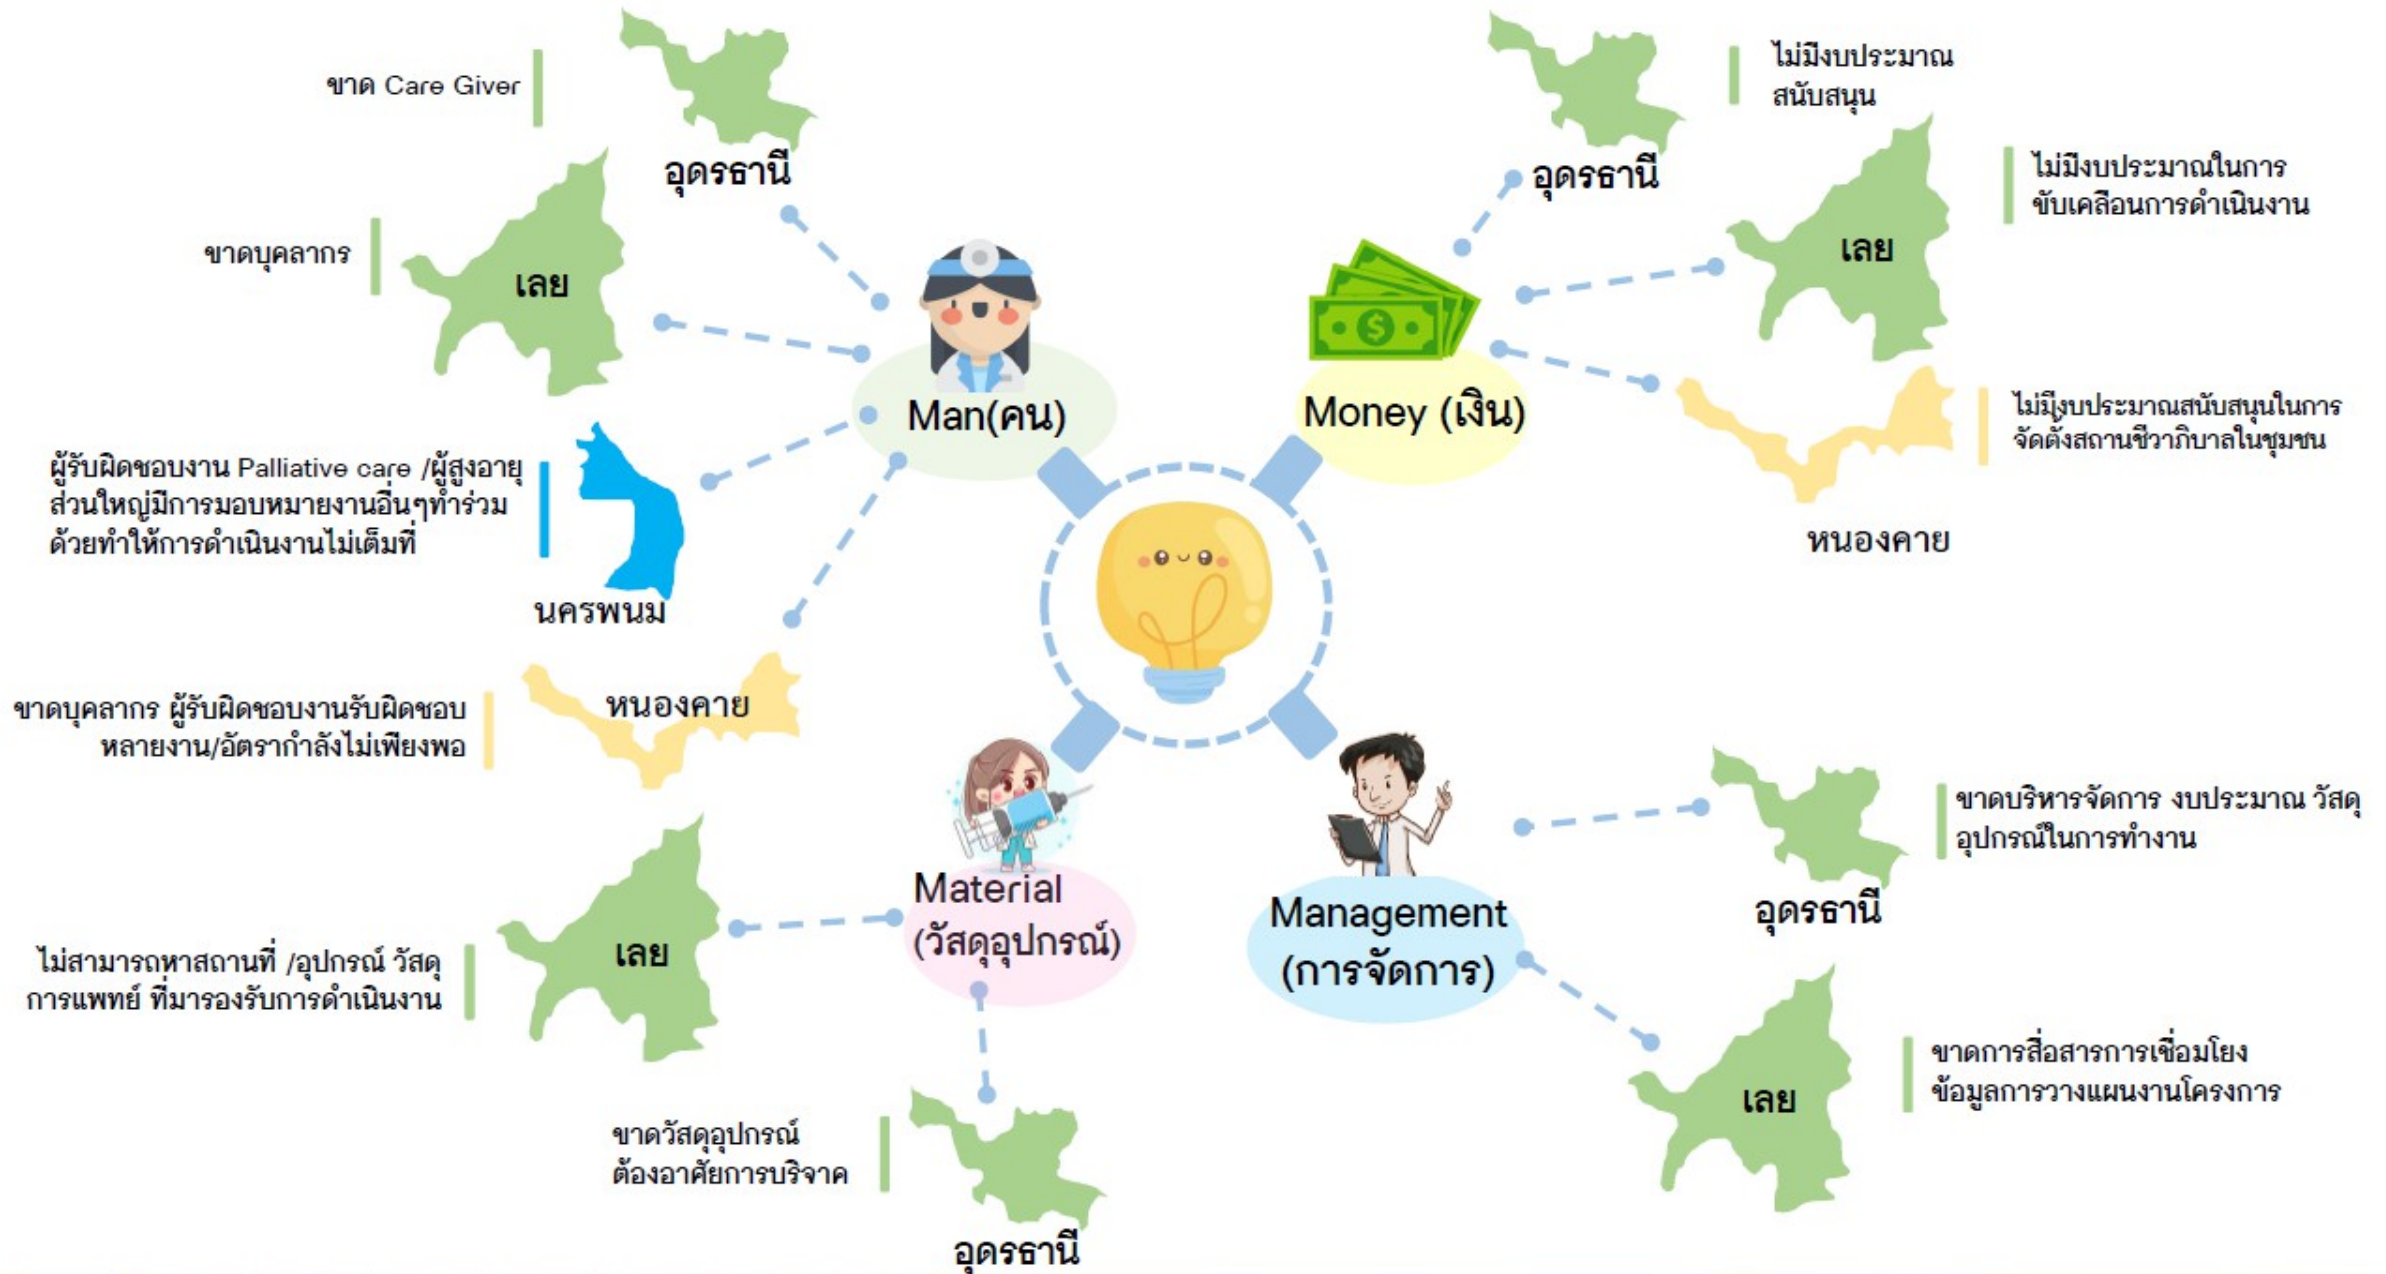 ขาด Care Giver
อุดรธานี
ขาดบุคลากร
เลย
Man(คน)
ผู้รับผิดชอบงาน Palliative care /ผู้สูงอายุ
ส่วนใหญ่มีการมอบหมายงานอื่นๆทำร่วม
ด้วยทำให้การดำเนินงานไม่เต็มที่
นครพนม
ขาดบุคลากร ผู้รับผิดชอบงานรับผิดชอบ
หลายงาน/อัตรากำลังไม่เพียงพอ
หนองคาย
ไม่มีงบประมาณ
สนับสนุน
อุดรธานี
ไม่มีงบประมาณในการ
ขับเคลือนการดำเนินงาน
เลย
Money (เงิน)
ไม่มีงบประมาณสนับสนุนในการ
จัดตั้งสถานชีวาภิบาลในชุมชน
หนองคาย
Material
(วัสดุอุปกรณ์)
ไม่สามารถหาสถานที่ /อุปกรณ์ วัสดุ
การแพทย์ ที่มารองรับการดำเนินงาน
เลย
ขาดวัสดุอุปกรณ์
ต้องอาศัยการบริจาค
อุดรธานี
Management
(การจัดการ)
ขาดบริหารจัดการ งบประมาณ วัสดุ
อุปกรณ์ในการทำงาน
อุดรธานี
ขาดการสื่อสารการเชื่อมโยง
ข้อมูลการวางแผนงานโครงการ
เลย